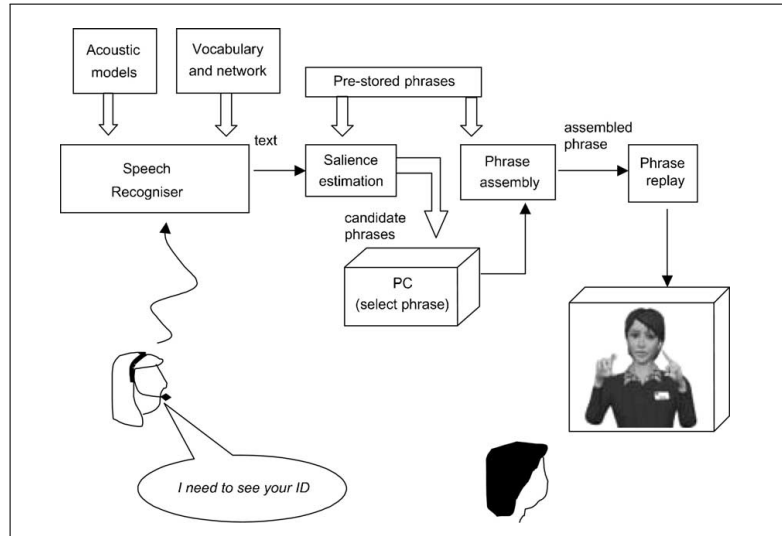 Acoustic
models
Vocabulary
and network
Pre-stored phrases
text
assembled
phrase
Speech
Recogniser
Salience
estimation
Phrase
assembly
Phrase
replay
candidate
phrases
PC
(select phrase)
I need to see your ID